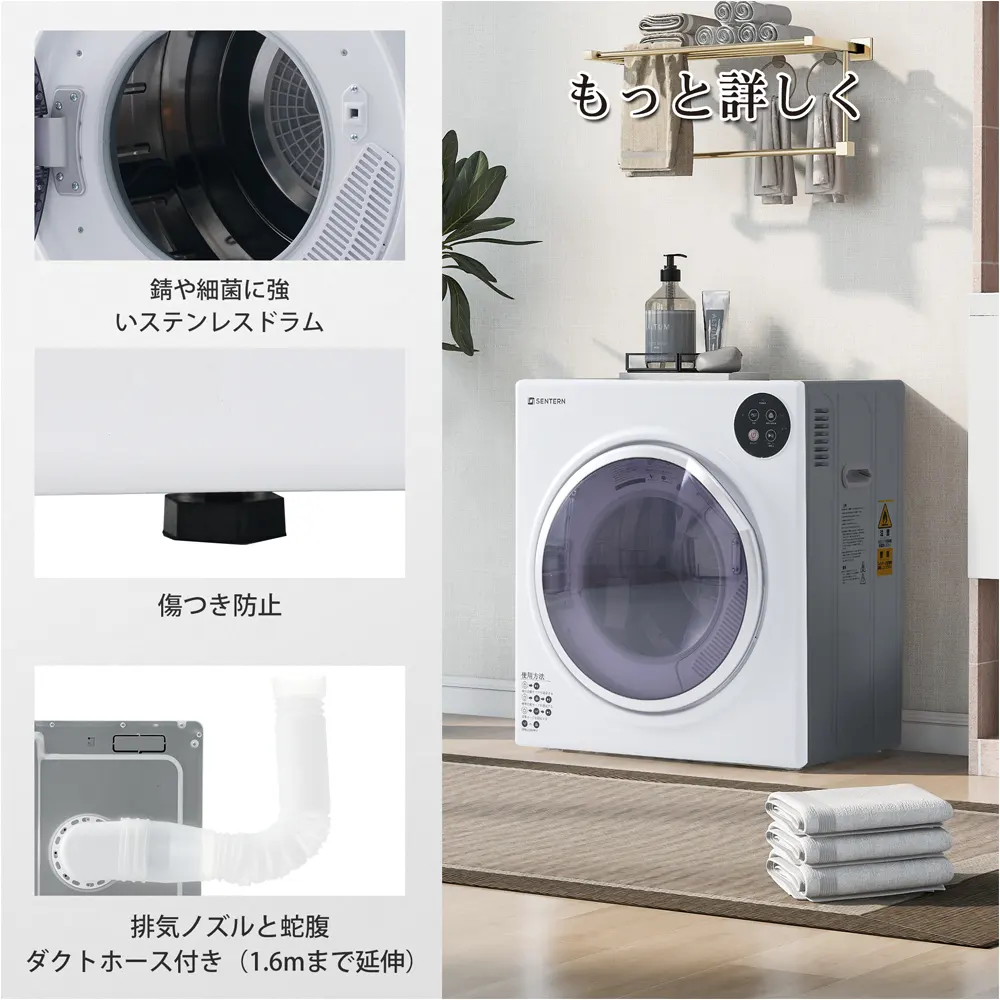 錆や細菌に強
いステンレスドラム
傷つき防止
排気ノズルと蛇腹
ダクトホース付き（1.6mまで延伸）
もっと詳しく
SENTERN
使用方法
注意